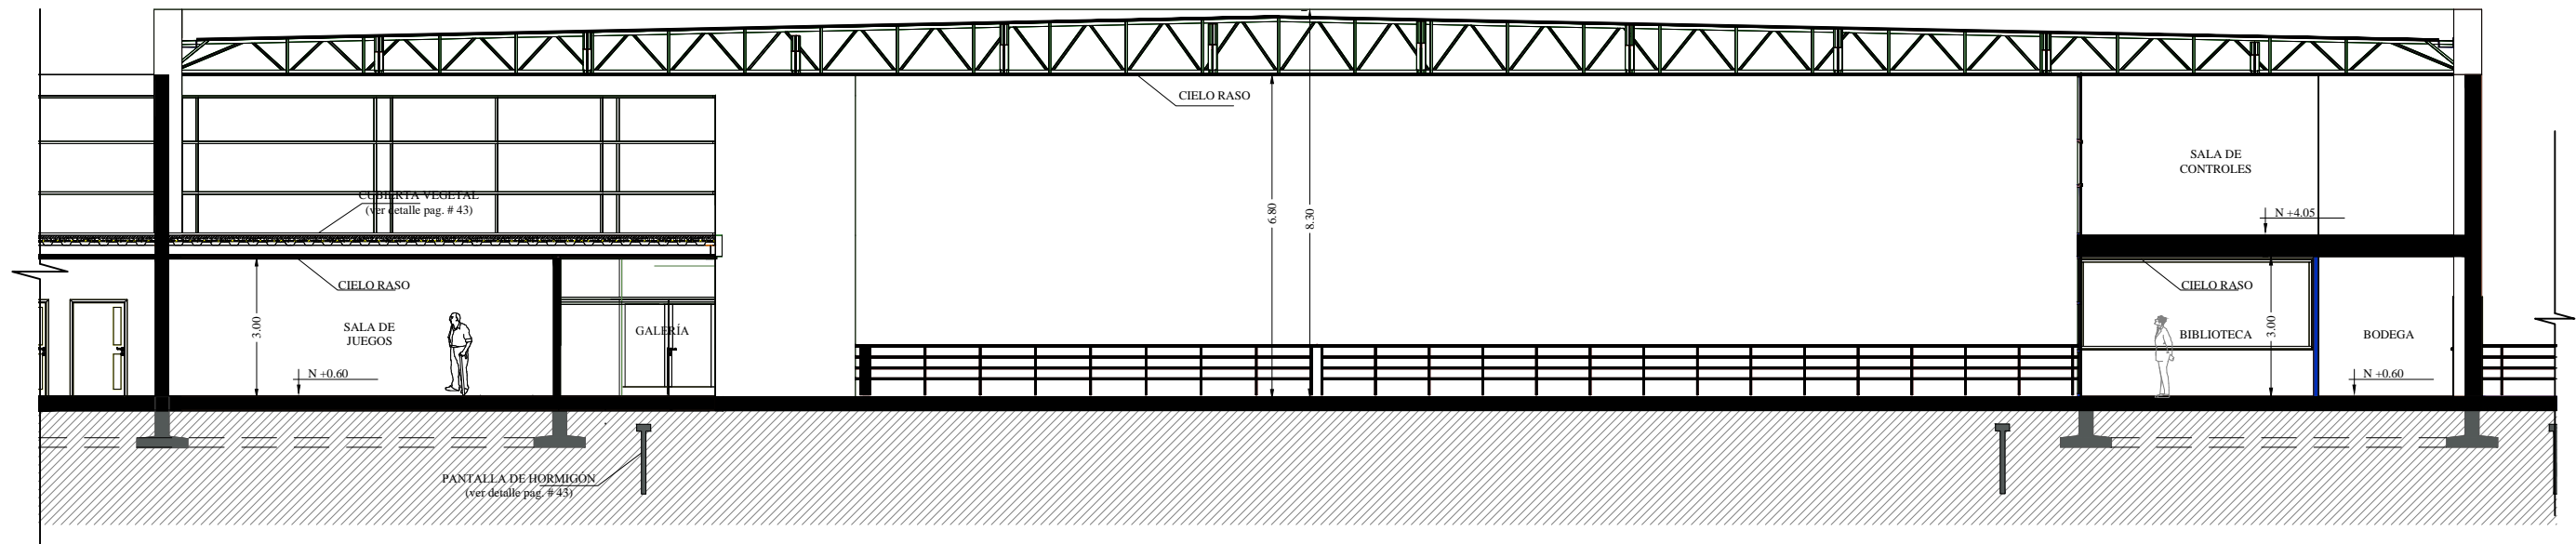 CIELO RASO
SALA DE
CONTROLES
CUBIERTA VEGETAL
(ver detalle pag. # 43)
6.80
8.30
N +4.05
CIELO RASO
CIELO RASO
3.00
SALA DE
JUEGOS
GALERÍA
3.00
BIBLIOTECA
BODEGA
N +0.60
N +0.60
PANTALLA DE HORMIGÓN
(ver detalle pag. # 43)